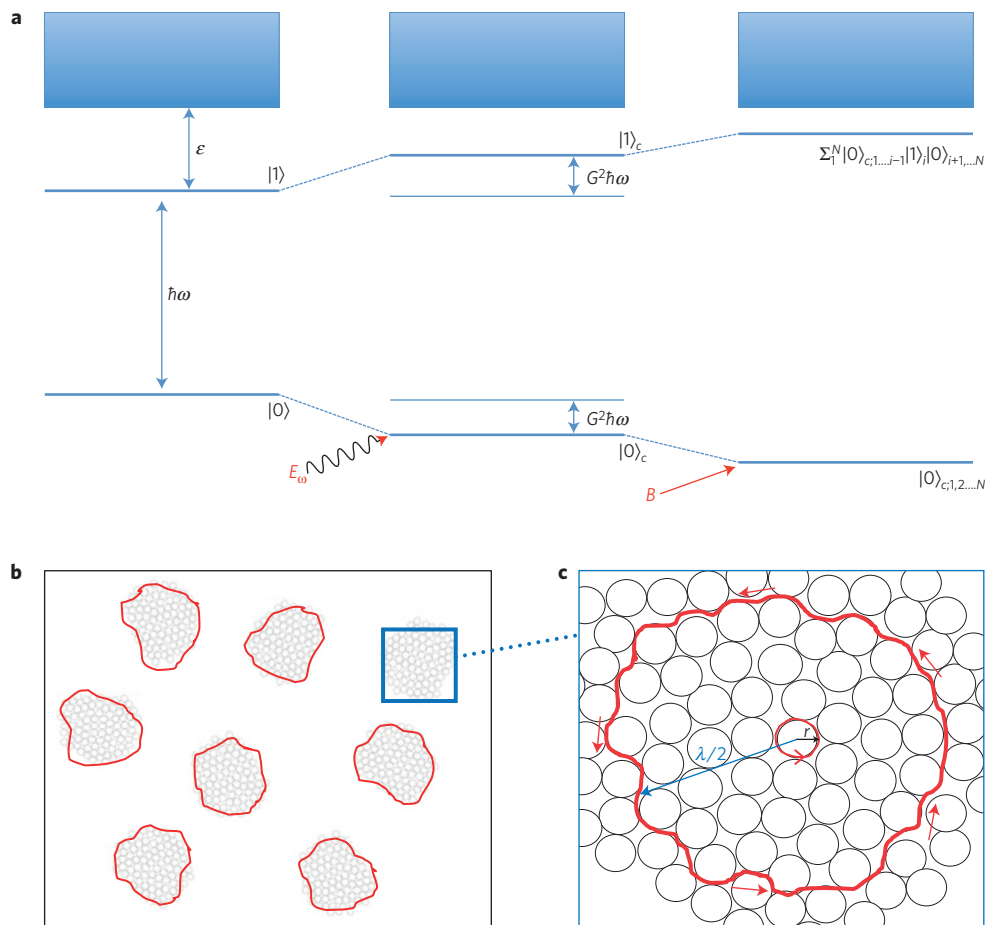 a
ε
|1⟩
ħω
|0⟩
|1⟩c
G²ħω
G²ħω
|0⟩c
Eω
Σ₁ᴺ|0⟩c;1....i−1|1⟩i|0⟩i+1,...N
B
|0⟩c;1,2....N
b
c
r
λ/2